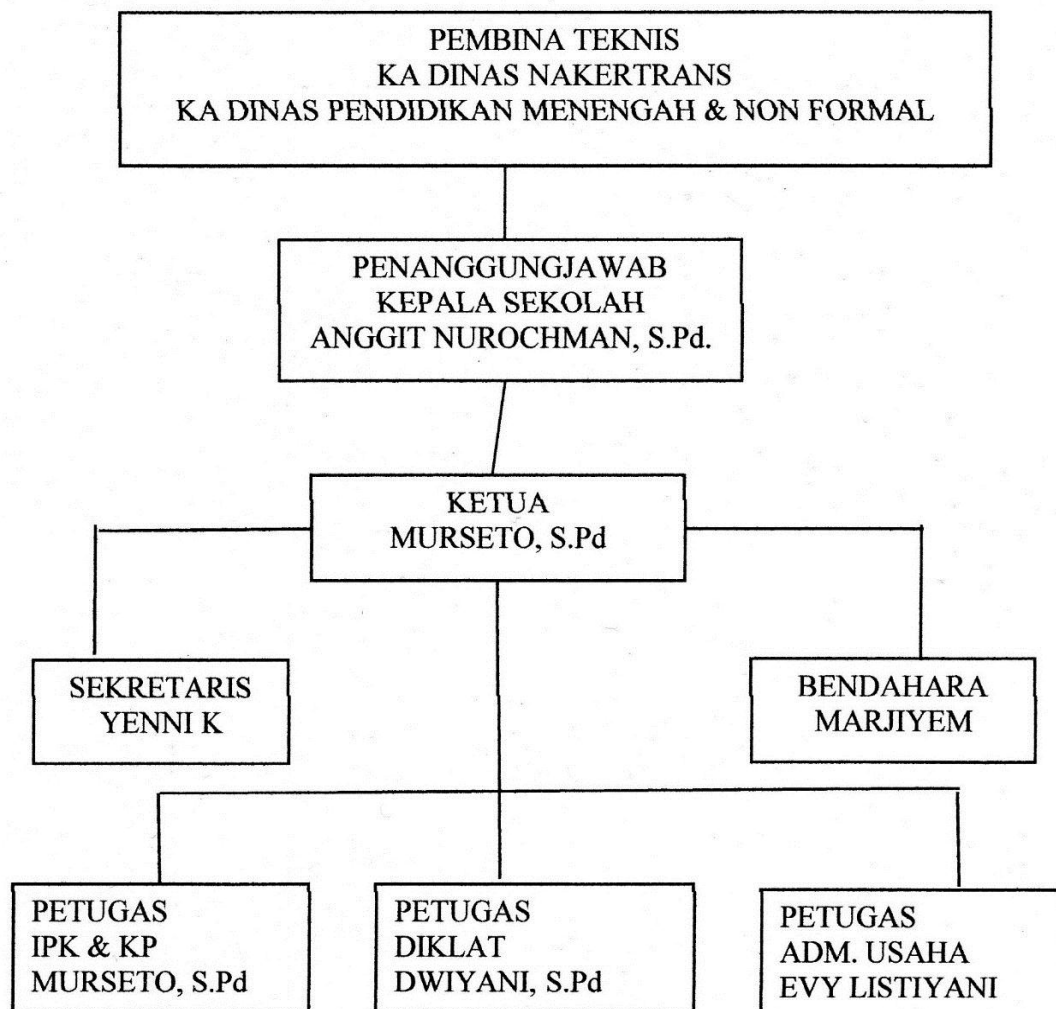 PEMBINA TEKNIS
KA DINAS NAKERTRANS
KA DINAS PENDIDIKAN MENENGAH & NON FORMAL
PENANGGUNGJAWAB
KEPALA SEKOLAH
ANGGIT NUROCHMAN, S.Pd.
KETUA
MURSETO, S.Pd
SEKRETARIS
YENNI K
BENDAHARA
MARJIYEM
PETUGAS
IPK & KP
MURSETO, S.Pd
PETUGAS
DIKLAT
DWIYANI, S.Pd
PETUGAS
ADM. USAHA
EVY LISTIYANI